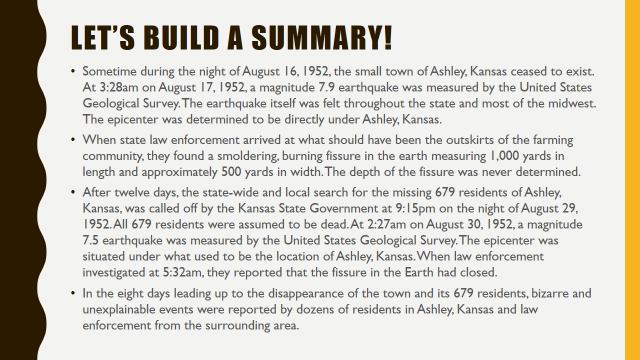 LET'S BUILD A SUMMARY!
• Sometime during the night of August 16, 1952, the small town of Ashley, Kansas ceased to exist.
At 3:28am on August 17, 1952, a magnitude 7.9 earthquake was measured by the United States
Geological Survey. The earthquake itself was felt throughout the state and most of the midwest.
The epicenter was determined to be directly under Ashley, Kansas.
• When state law enforcement arrived at what should have been the outskirts of the farming
community, they found a smoldering, burning fissure in the earth measuring 1,000 yards in
length and approximately 500 yards in width. The depth of the fissure was never determined.
• After twelve days, the state-wide and local search for the missing 679 residents of Ashley,
Kansas, was called off by the Kansas State Government at 9:15pm on the night of August 29,
1952. All 679 residents were assumed to be dead. At 2:27am on August 30, 1952, a magnitude
7.5 earthquake was measured by the United States Geological Survey. The epicenter was
situated under what used to be the location of Ashley, Kansas. When law enforcement
investigated at 5:32am, they reported that the fissure in the Earth had closed.
• In the eight days leading up to the disappearance of the town and its 679 residents, bizarre and
unexplainable events were reported by dozens of residents in Ashley, Kansas and law
enforcement from the surrounding area.